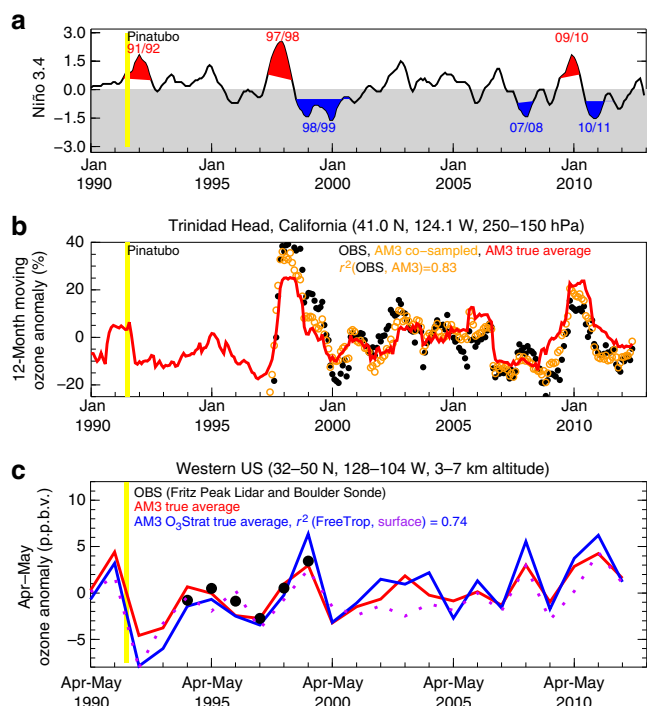 a
Pinatubo
91/92
97/98
09/10
3.0
1.5
0.0
−1.5
−3.0
Niño 3.4
98/99
07/08
10/11
Jan 1990
Jan 1995
Jan 2000
Jan 2005
Jan 2010
b
Trinidad Head, California (41.0 N, 124.1 W, 250–150 hPa)
Pinatubo
OBS, AM3 co-sampled, AM3 true average
r²(OBS, AM3)=0.83
40
20
0
−20
12-Month moving
ozone anomaly (%)
Jan 1990
Jan 1995
Jan 2000
Jan 2005
Jan 2010
c
Western US (32–50 N, 128–104 W, 3–7 km altitude)
OBS (Fritz Peak Lidar and Boulder Sonde)
AM3 true average
AM3 O₃Strat true average, r² (FreeTrop, surface) = 0.74
10
5
0
−5
Apr–May
ozone anomaly (p.p.b.v.)
Apr-May 1990
Apr-May 1995
Apr-May 2000
Apr-May 2005
Apr-May 2010